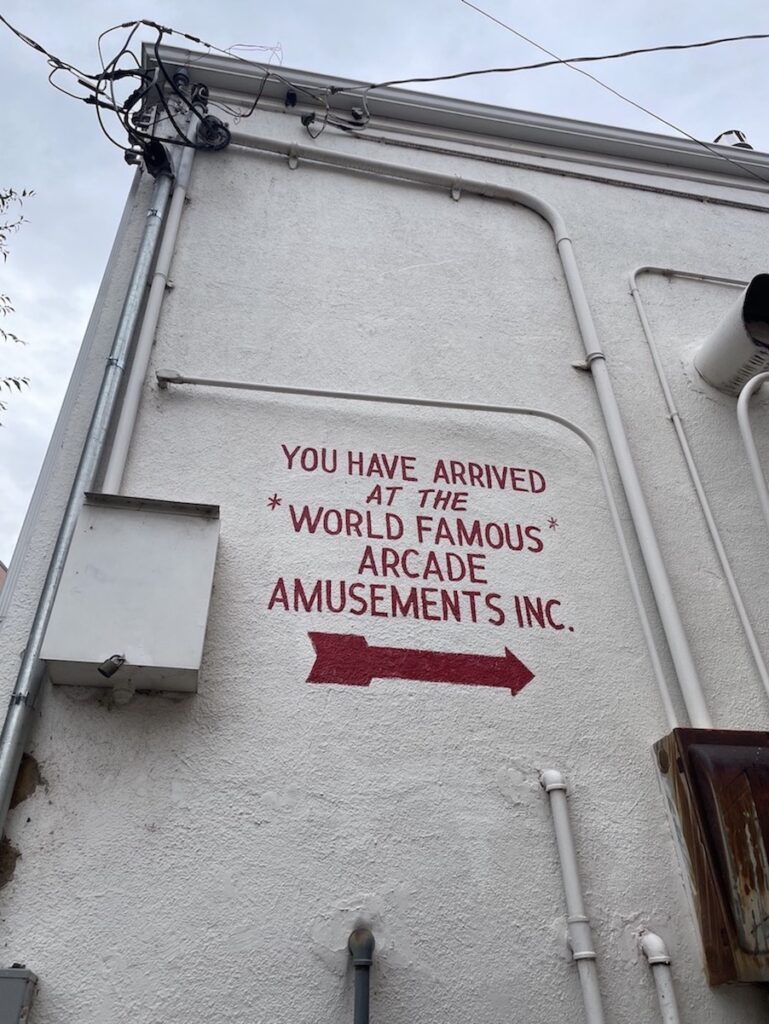 YOU HAVE ARRIVED
AT THE
*WORLD FAMOUS*
ARCADE
AMUSEMENTS INC.